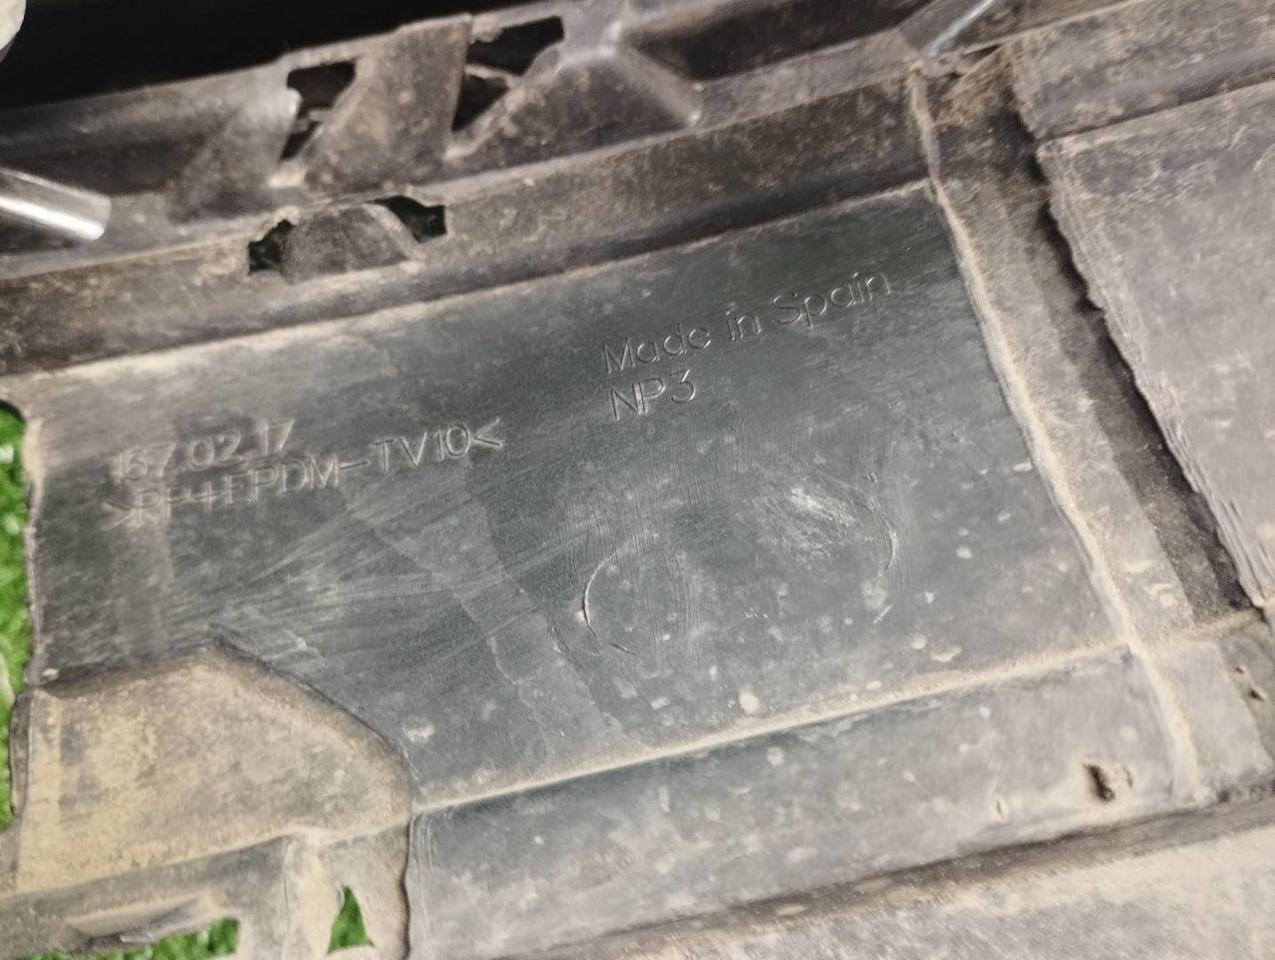 Made in Spain
NP3
167.02.17
>PP+EPDM-TV10<